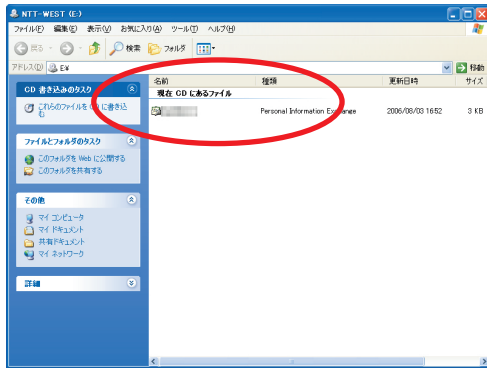 NTT-WEST (E:)
ファイル(F) 編集(E) 表示(V) お気に入り(A) ツール(T) ヘルプ(H)
戻る 検索 フォルダ
アドレス(D) E:¥ 移動
名前 種類 更新日時 サイズ
CD 書き込みのタスク
現在 CD にあるファイル
これらのファイルを CD に書き込
む
Personal Information Exchange 2006/08/03 16:52 3 KB
ファイルとフォルダのタスク
このフォルダを Web に公開する
このフォルダを共有する
その他
マイ コンピュータ
マイ ドキュメント
共有ドキュメント
マイ ネットワーク
詳細